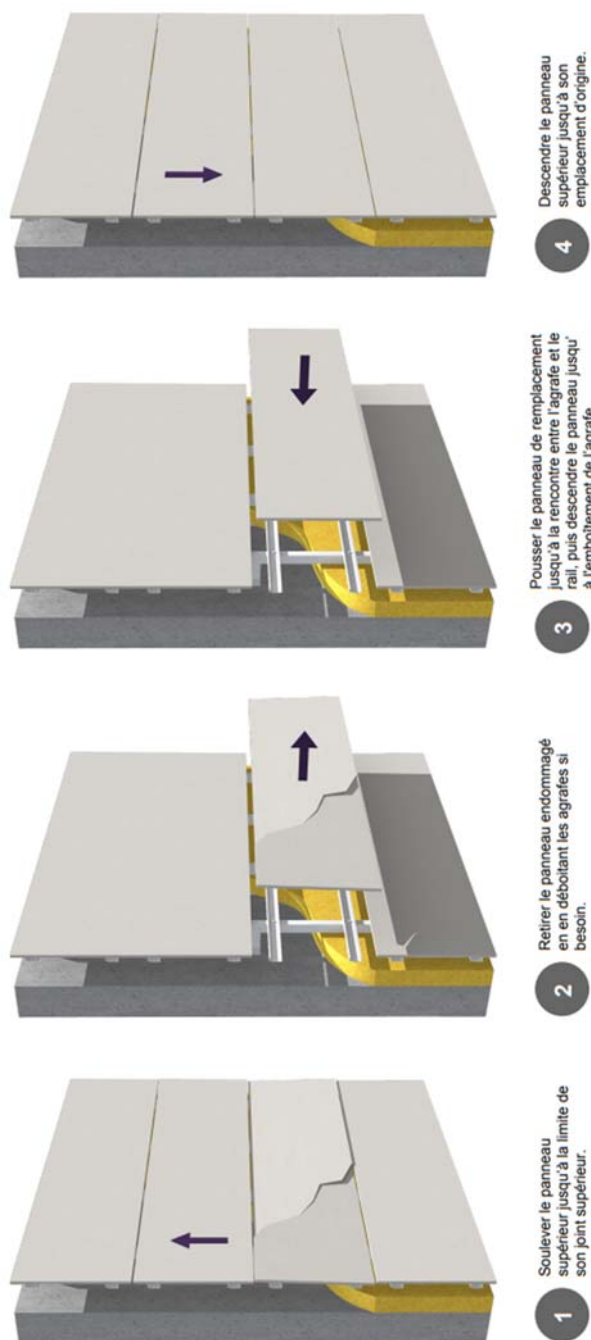 1
Soulever le panneau
supérieur jusqu'à la limite de
son joint supérieur.
2
Retirer le panneau endommagé
en en déboitant les agrafes si
besoin.
3
Pousser le panneau de remplacement
jusqu'à la rencontre entre l'agrafe et le
rail, puis descendre le panneau jusqu'
à l'emboîtement de l'agrafe
4
Descendre le panneau
supérieur jusqu'à son
emplacement d'origine.